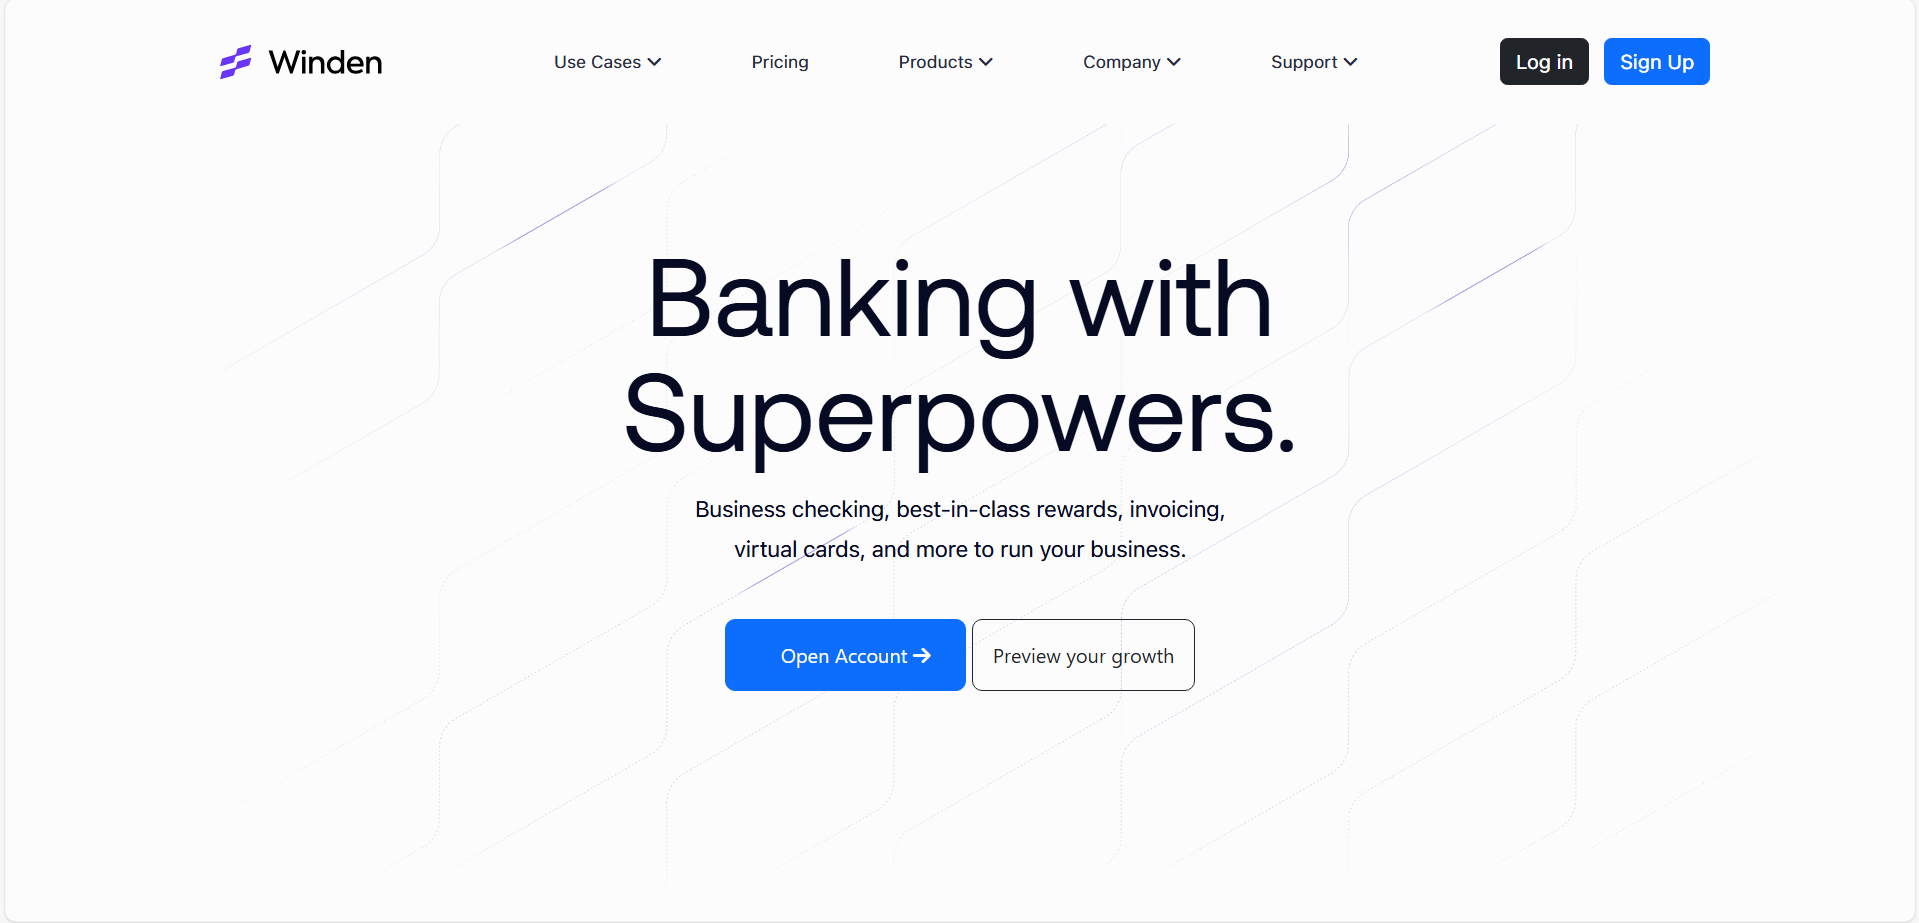 Winden
Use Cases
Pricing
Products
Company
Support
Log in
Sign Up
Banking with
Superpowers.
Business checking, best-in-class rewards, invoicing,
virtual cards, and more to run your business.
Open Account
Preview your growth